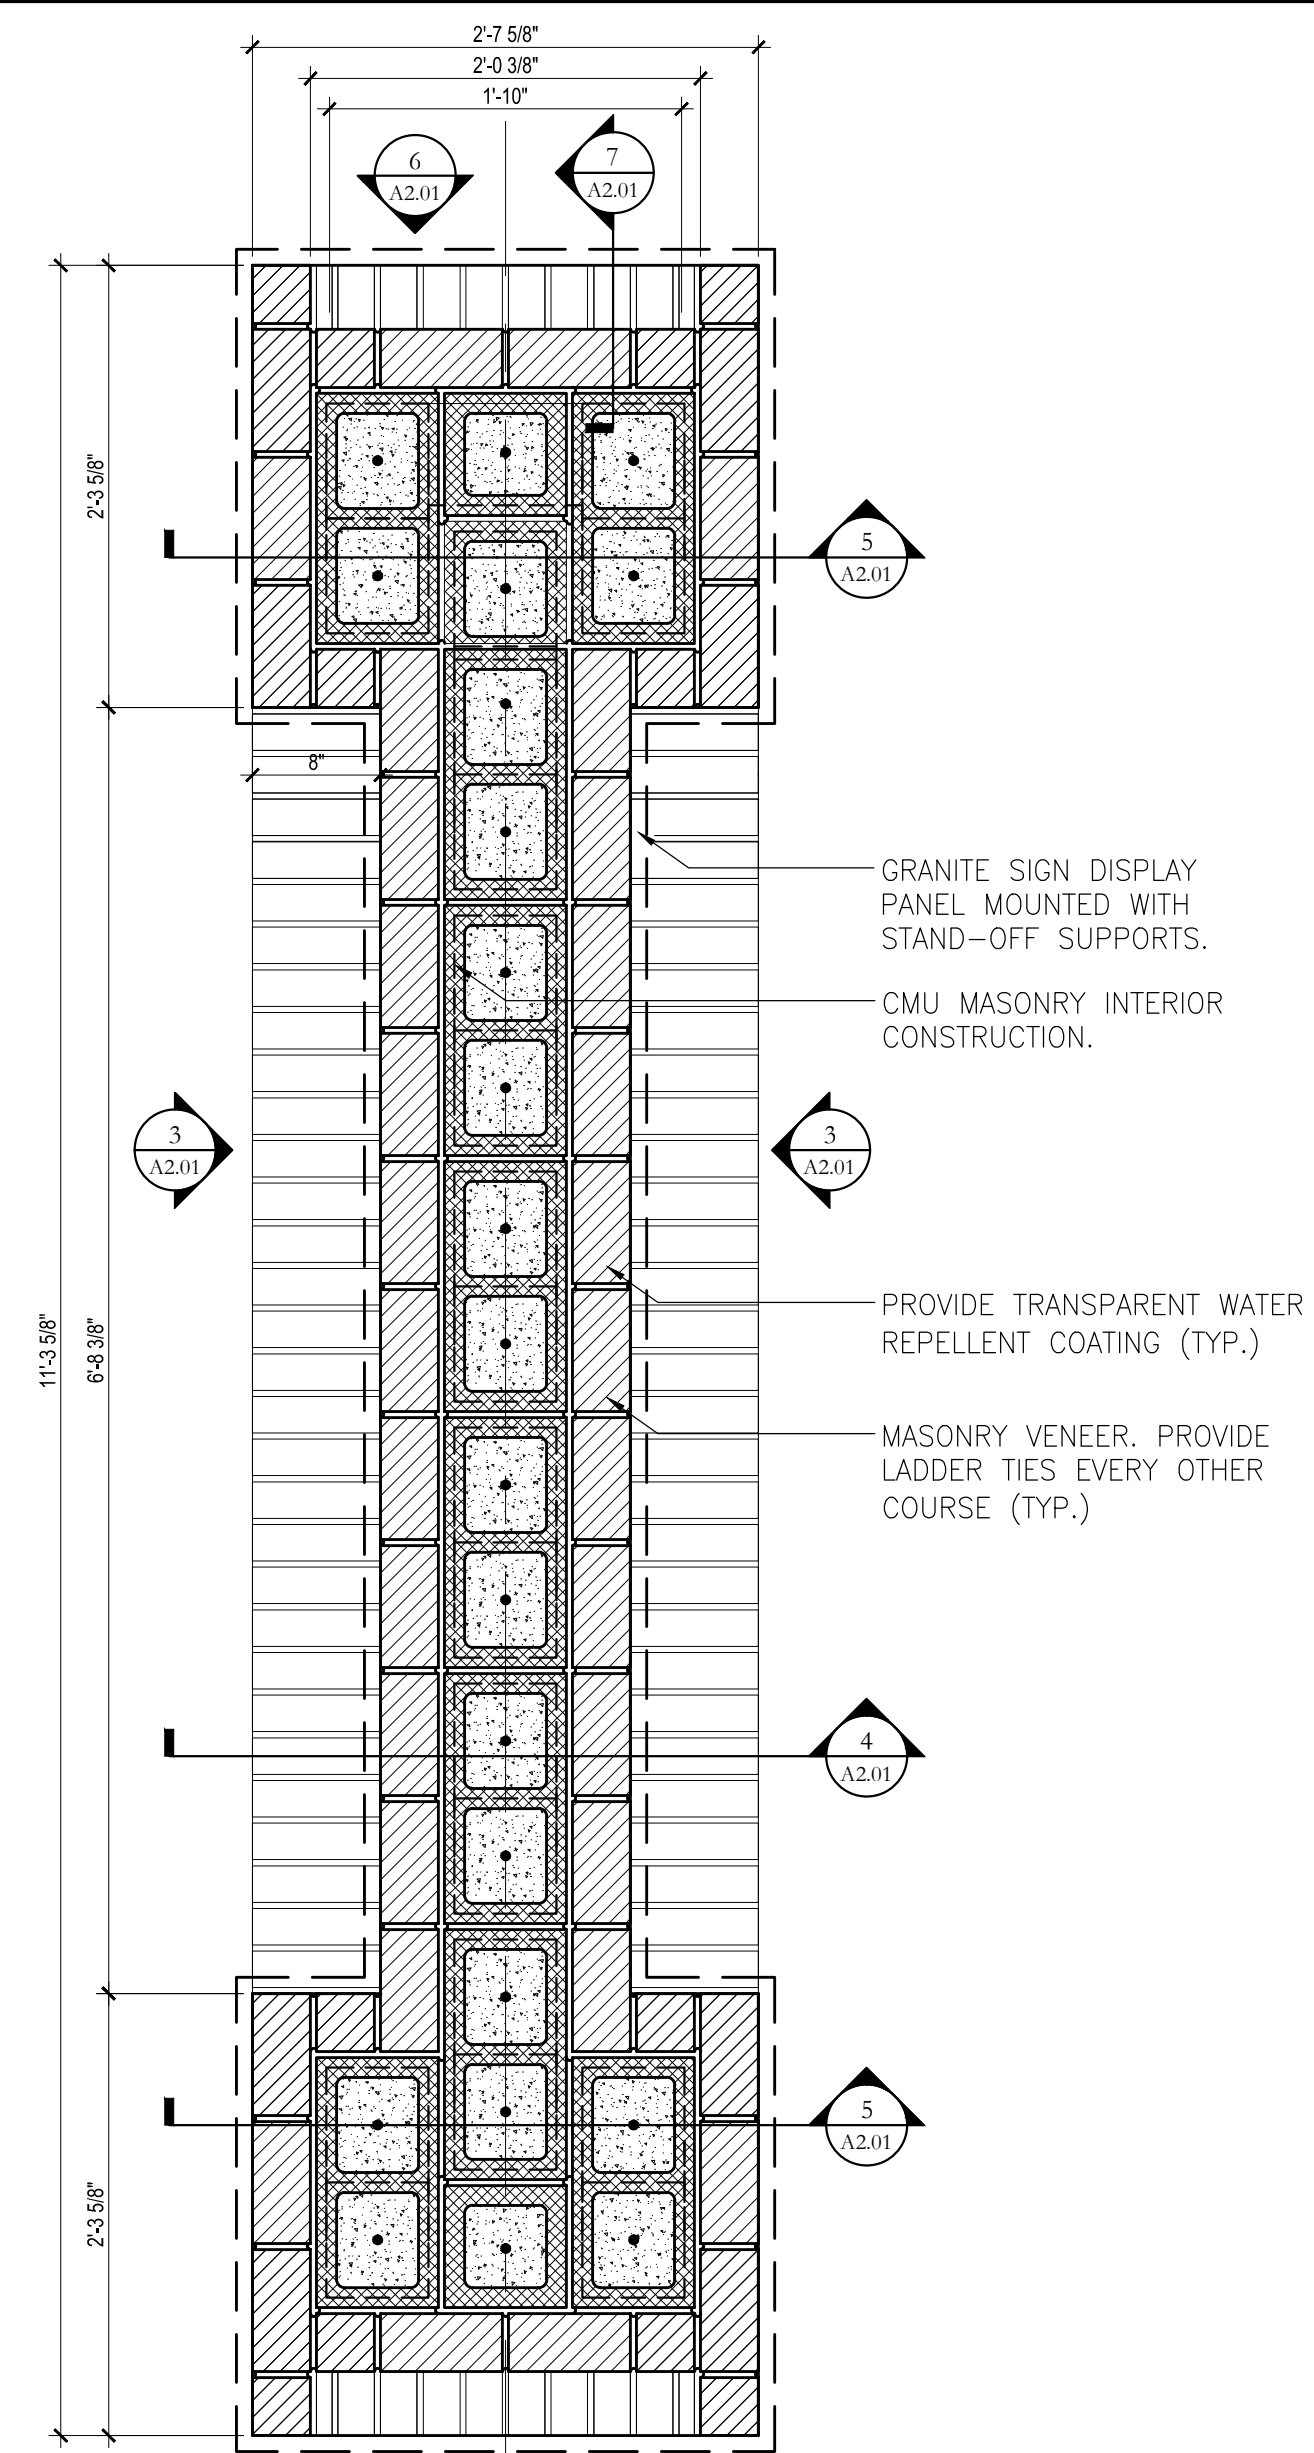 2'-7 5/8"
2'-0 3/8"
1'-10"
6
A2.01
7
A2.01
2'-3 5/8"
5
A2.01
8"
GRANITE SIGN DISPLAY
PANEL MOUNTED WITH
STAND-OFF SUPPORTS.
CMU MASONRY INTERIOR
CONSTRUCTION.
3
A2.01
3
A2.01
11'-3 5/8"
6'-8 3/8"
PROVIDE TRANSPARENT WATER
REPELLENT COATING (TYP.)
MASONRY VENEER. PROVIDE
LADDER TIES EVERY OTHER
COURSE (TYP.)
4
A2.01
5
A2.01
2'-3 5/8"